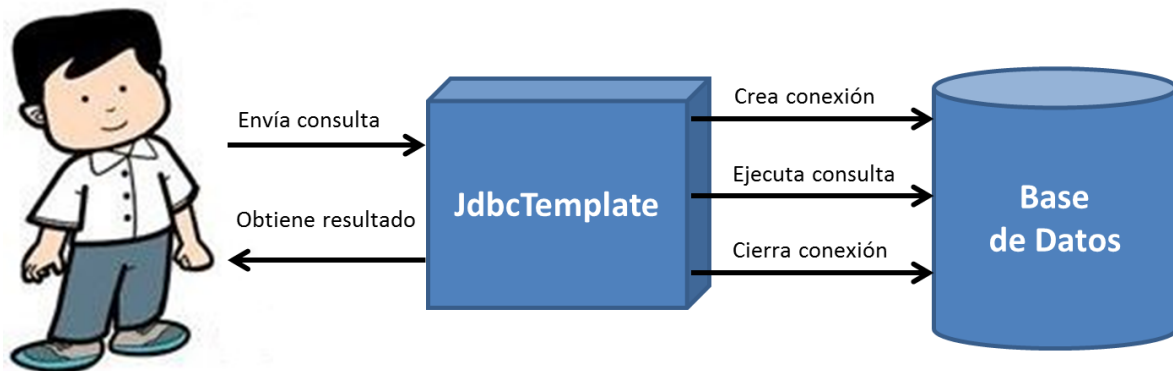 Envía consulta
Obtiene resultado
JdbcTemplate
Crea conexión
Ejecuta consulta
Cierra conexión
Base
de Datos